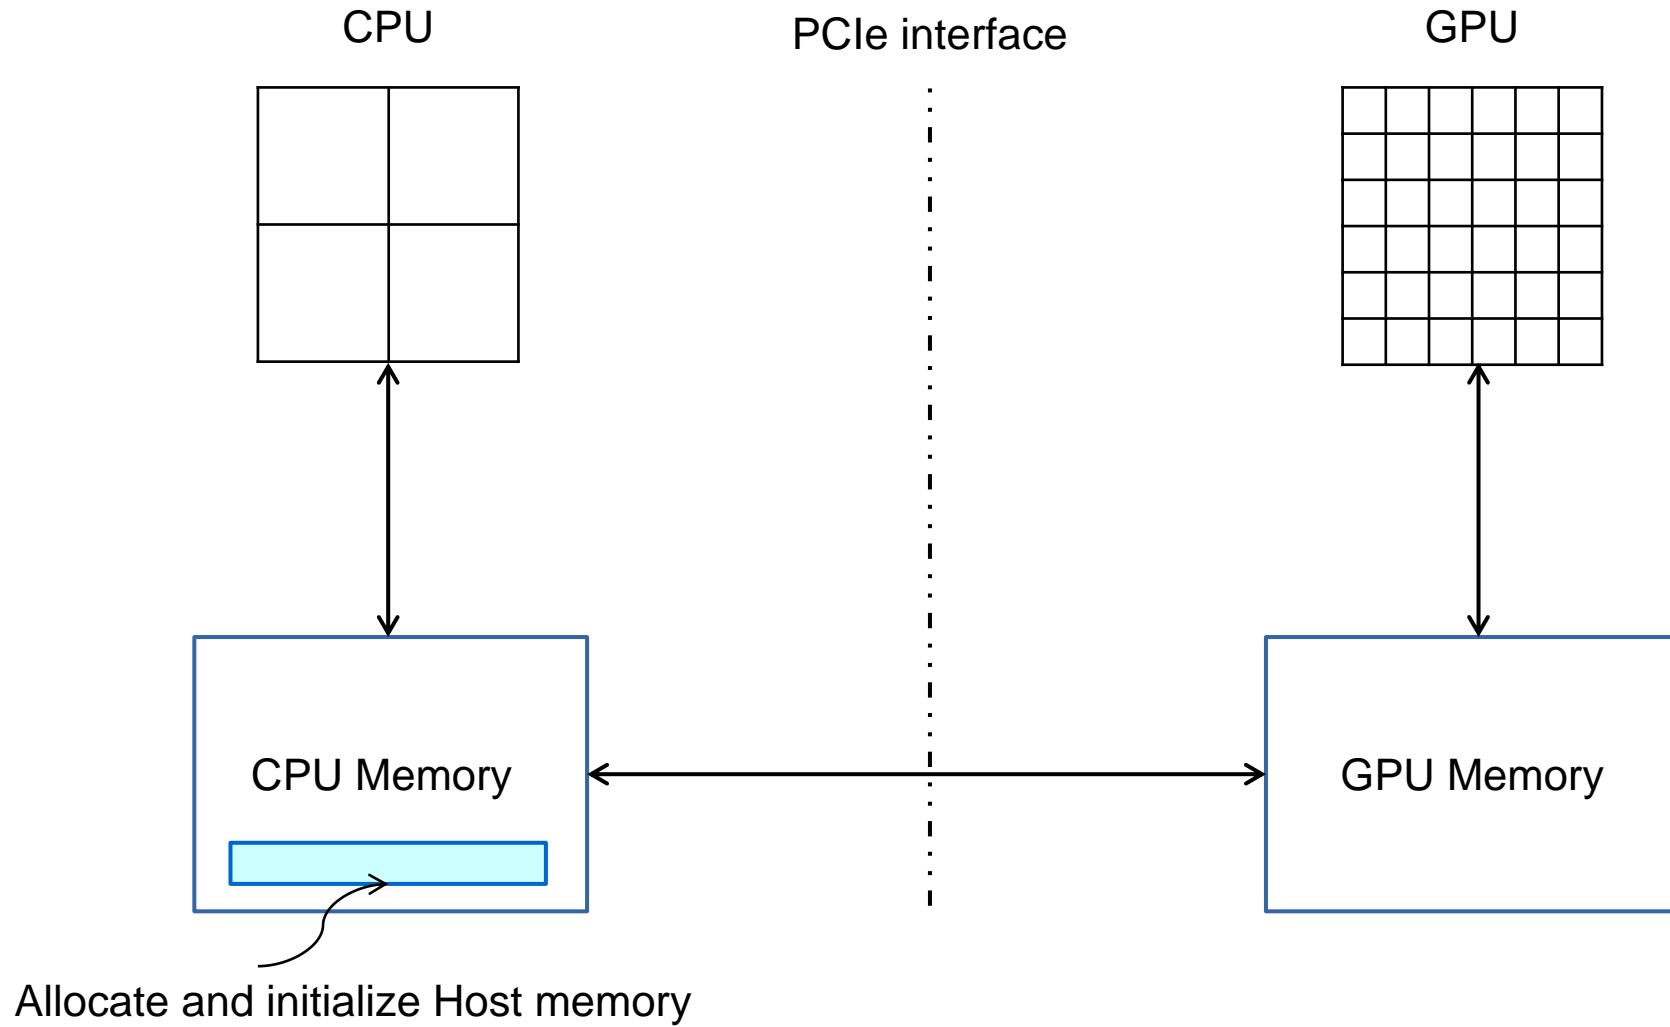 CPU
PCIe interface
GPU
CPU Memory
GPU Memory
Allocate and initialize Host memory